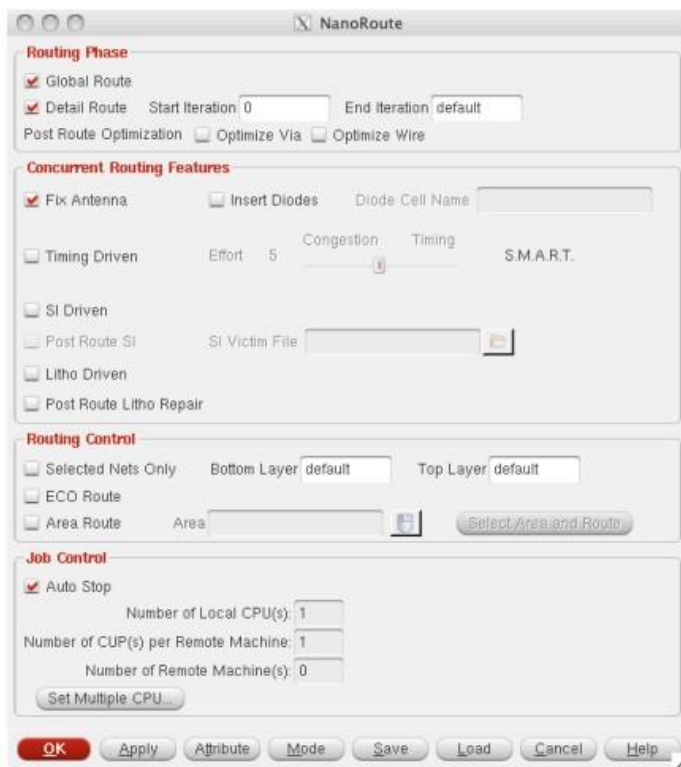 NanoRoute
Routing Phase
Global Route
Detail Route Start Iteration 0 End Iteration default
Post Route Optimization Optimize Via Optimize Wire
Concurrent Routing Features
Fix Antenna Insert Diodes Diode Cell Name
Congestion Timing
Timing Driven Effort 5 S.M.A.R.T.
SI Driven
Post Route SI SI Victim File
Litho Driven
Post Route Litho Repair
Routing Control
Selected Nets Only Bottom Layer default Top Layer default
ECO Route
Area Route Area Select Area and Route
Job Control
Auto Stop
Number of Local CPU(s): 1
Number of CUP(s) per Remote Machine: 1
Number of Remote Machine(s): 0
Set Multiple CPU...
OK Apply Attribute Mode Save Load Cancel Help